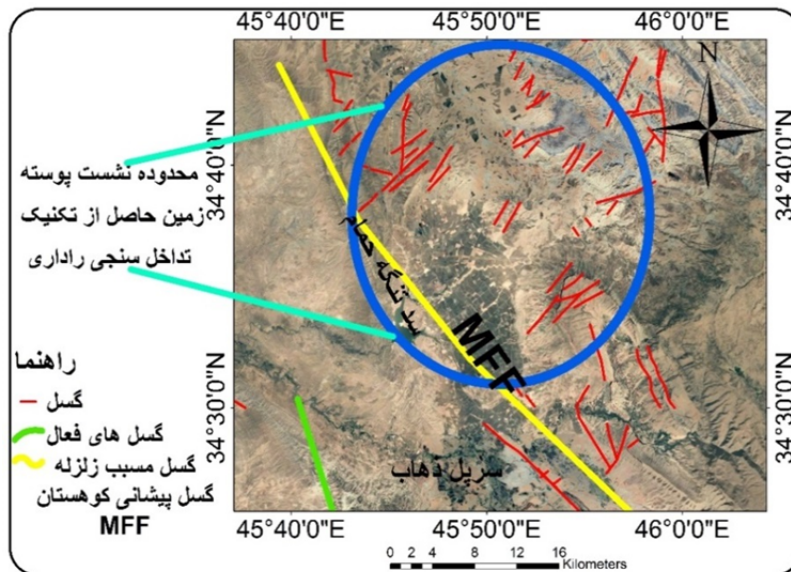 45°40'0"E 45°50'0"E 46°0'0"E
N
34°40'0"N
34°30'0"N
محدوده نشست پوسته
زمین حاصل از تکنیک
تداخل سنجی راداری
سد تنگه حمام
MFF
سرپل ذهاب
راهنما
گسل
گسل های فعال
گسل مسبب زلزله
گسل پیشانی کوهستان
MFF
34°40'0"N
34°30'0"N
45°40'0"E 45°50'0"E 46°0'0"E
0 2 4 8 12 16
Kilometers